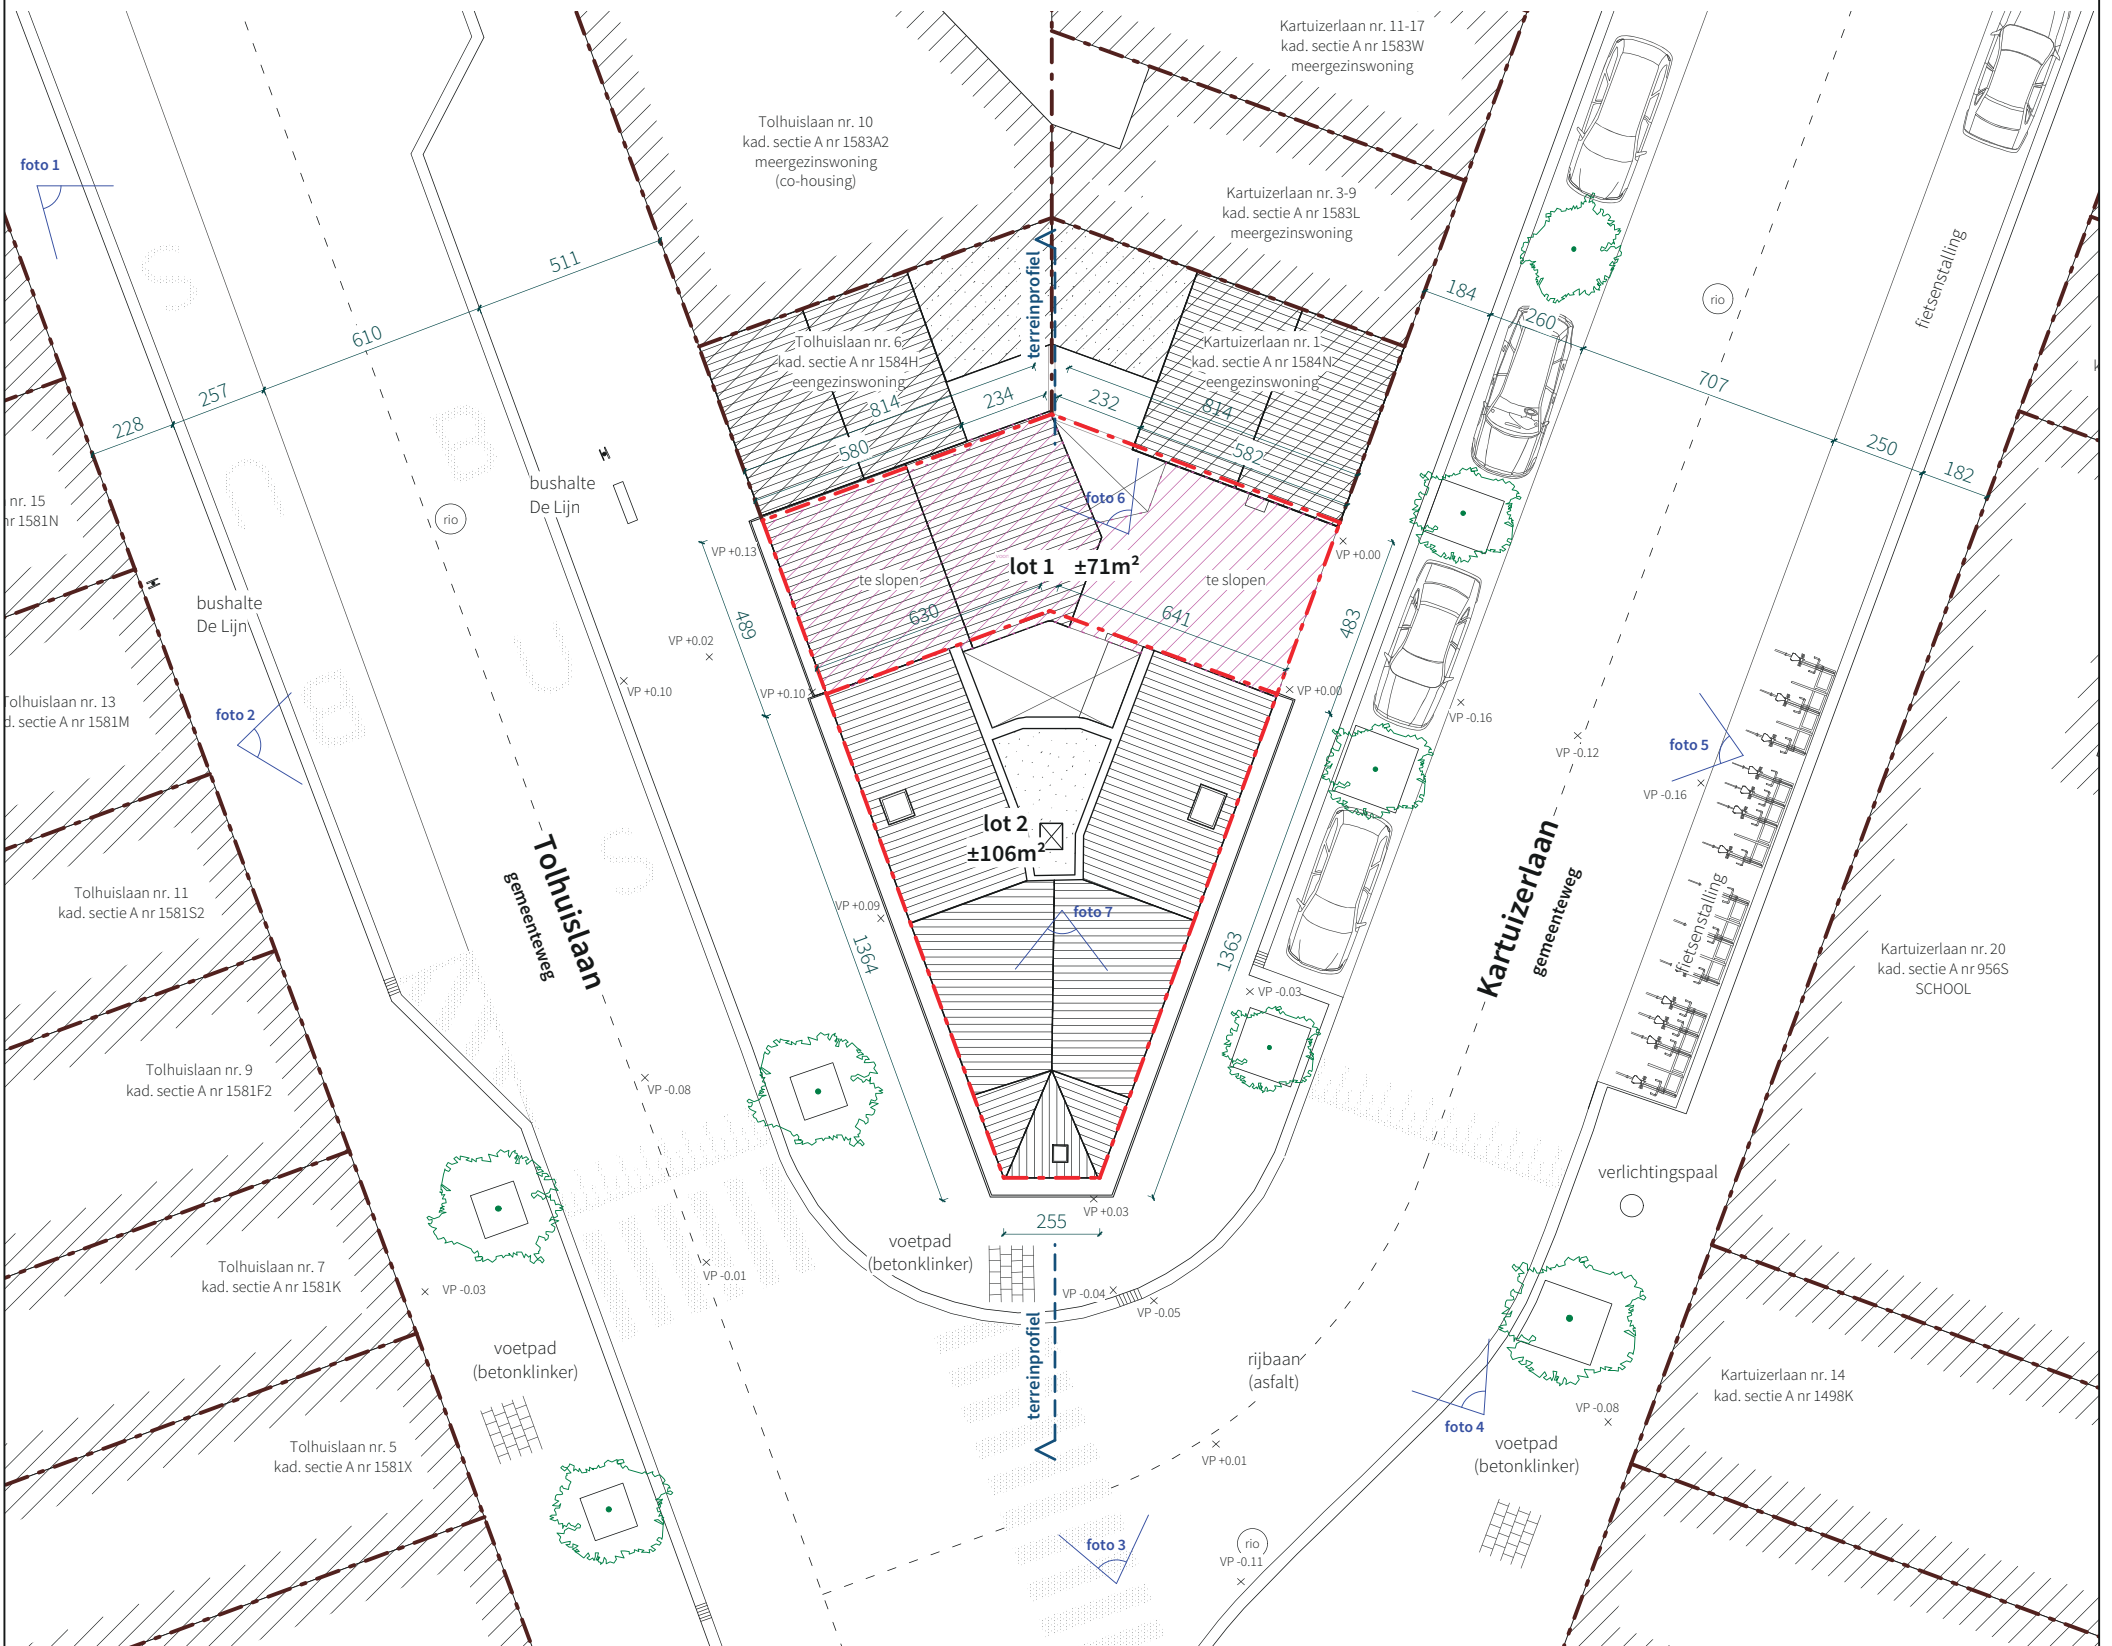 Kartuizerlaan nr. 11-17
kad. sectie A nr 1583W
meergezinswoning
Tolhuislaan nr. 10
kad. sectie A nr 1583A2
meergezinswoning
(co-housing)
foto 1
Kartuizerlaan nr. 3-9
kad. sectie A nr 1583L
meergezinswoning
511
610
257
228
terreinprofiel
184
260
707
250
182
rio
fietsenstalling
Tolhuislaan nr. 6
kad. sectie A nr 1584H
eengezinswoning
Kartuizerlaan nr. 1
kad. sectie A nr 1584N
eengezinswoning
814
234
232
814
580
582
BUS
bushalte
De Lijn
rio
nr. 15
nr 1581N
foto 6
VP +0.13
VP +0.00
lot 1 ±71m²
te slopen
te slopen
bushalte
De Lijn
630
641
489
483
VP +0.02
VP +0.10
VP +0.10
VP +0.00
Tolhuislaan nr. 13
d. sectie A nr 1581M
foto 2
BUS
VP -0.16
VP -0.12
foto 5
VP -0.16
lot 2
±106m²
Tolhuislaan
gemeenteweg
Kartuizerlaan
gemeenteweg
Tolhuislaan nr. 11
kad. sectie A nr 1581S2
VP +0.09
foto 7
1364
1363
fietsenstalling
Kartuizerlaan nr. 20
kad. sectie A nr 956S
SCHOOL
VP -0.03
Tolhuislaan nr. 9
kad. sectie A nr 1581F2
VP -0.08
verlichtingspaal
VP +0.03
255
voetpad
(betonklinker)
Tolhuislaan nr. 7
kad. sectie A nr 1581K
VP -0.03
VP -0.01
VP -0.04
VP -0.05
terreinprofiel
voetpad
(betonklinker)
rijbaan
(asfalt)
Kartuizerlaan nr. 14
kad. sectie A nr 1498K
VP -0.08
foto 4
voetpad
(betonklinker)
Tolhuislaan nr. 5
kad. sectie A nr 1581X
VP +0.01
foto 3
rio
VP -0.11